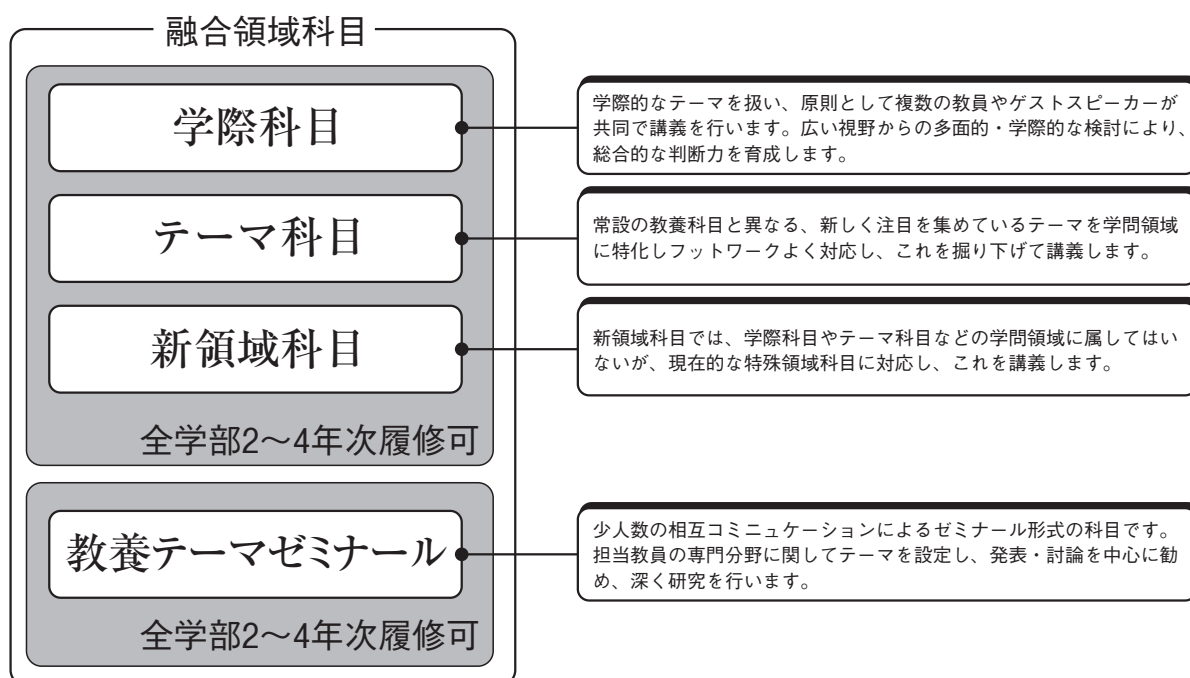 融合領域科目
学際科目
学際的なテーマを扱い、原則として複数の教員やゲストスピーカーが
共同で講義を行います。広い視野からの多面的・学際的な検討により、
総合的な判断力を育成します。
テーマ科目
常設の教養科目と異なる、新しく注目を集めているテーマを学問領域
に特化しフットワークよく対応し、これを掘り下げて講義します。
新領域科目
新領域科目では、学際科目やテーマ科目などの学問領域に属してはい
ないが、現在的な特殊領域科目に対応し、これを講義します。
全学部2～4年次履修可
教養テーマゼミナール
少人数の相互コミニュケーションによるゼミナール形式の科目です。
担当教員の専門分野に関してテーマを設定し、発表・討論を中心に勧
め、深く研究を行います。
全学部2～4年次履修可